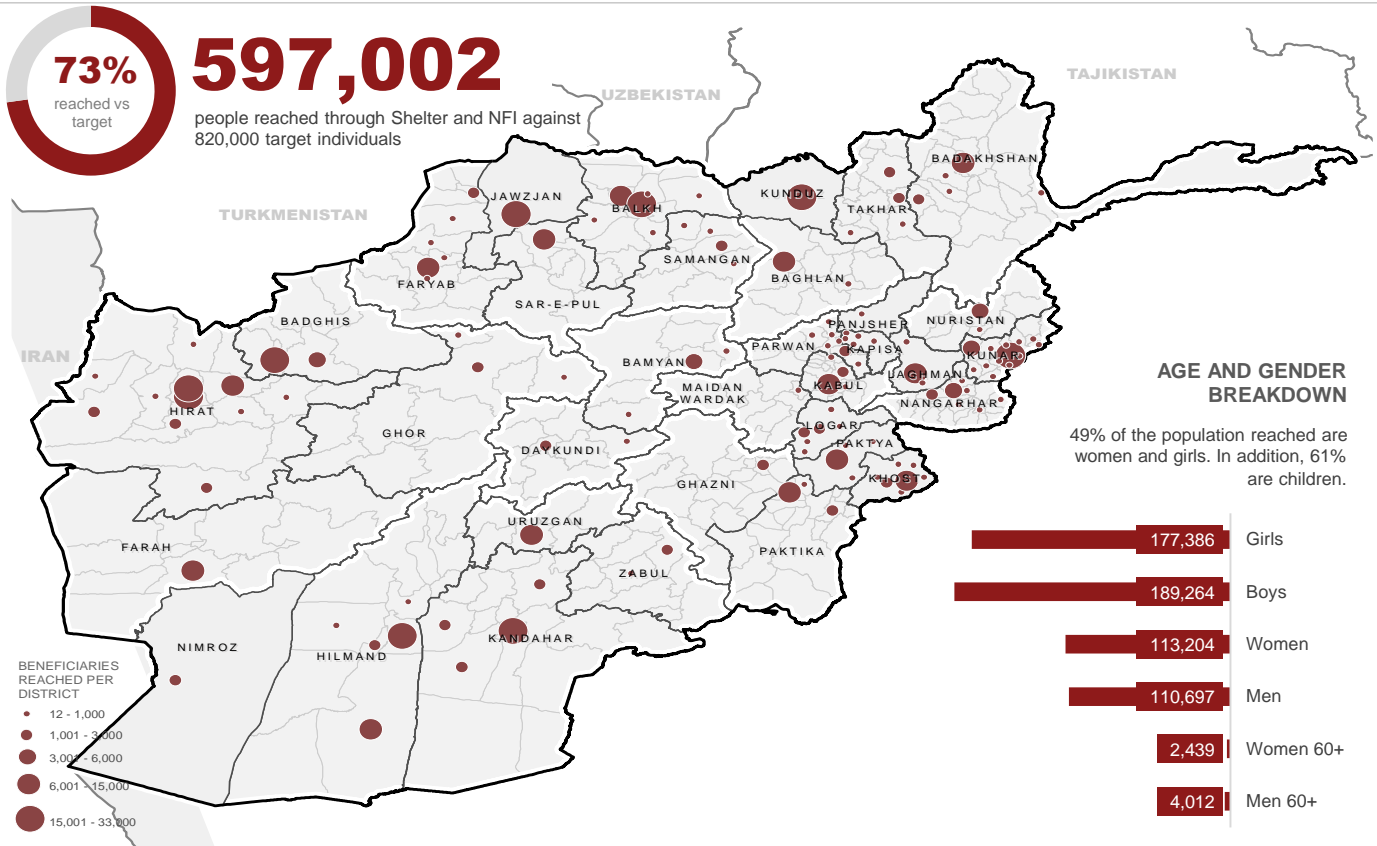 73%
reached vs
target
597,002
people reached through Shelter and NFI against
820,000 target individuals
UZBEKISTAN
TAJIKISTAN
TURKMENISTAN
IRAN
BADAKHSHAN
KUNDUZ
TAKHAR
JAWZJAN
BALKH
SAMANGAN
BAGHLAN
FARYAB
SAR-E-PUL
BADGHIS
PANJSHER
NURISTAN
PARWAN
KAPISA
KUNAR
BAMYAN
LAGHMAN
KABUL
MAIDAN
WARDAK
NANGARHAR
HIRAT
GHOR
LOGAR
PAKTYA
DAYKUNDI
KHOST
GHAZNI
URUZGAN
FARAH
PAKTIKA
ZABUL
NIMROZ
HILMAND
KANDAHAR
AGE AND GENDER
BREAKDOWN
49% of the population reached are
women and girls. In addition, 61%
are children.
177,386 Girls
189,264 Boys
113,204 Women
110,697 Men
2,439 Women 60+
4,012 Men 60+
BENEFICIARIES
REACHED PER
DISTRICT
12 - 1,000
1,001 - 3,000
3,001 - 6,000
6,001 - 15,000
15,001 - 33,000